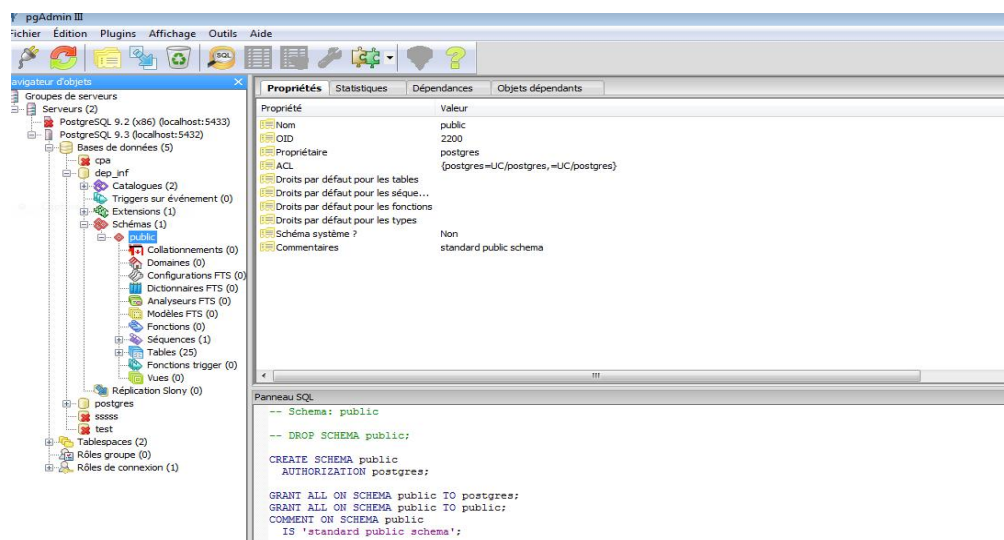 pgAdmin III
Fichier Édition Plugins Affichage Outils Aide
SQL
avigateur d'objets
Groupes de serveurs
Serveurs (2)
PostgreSQL 9.2 (x86) (localhost:5433)
PostgreSQL 9.3 (localhost:5432)
Bases de données (5)
cpa
dep_inf
Catalogues (2)
Triggers sur événement (0)
Extensions (1)
Schémas (1)
public
Collationnements (0)
Domaines (0)
Configurations FTS (0)
Dictionnaires FTS (0)
Analyseurs FTS (0)
Modèles FTS (0)
Fonctions (0)
Séquences (1)
Tables (25)
Fonctions trigger (0)
Vues (0)
Réplication Slony (0)
postgres
sssss
test
Tablespaces (2)
Rôles groupe (0)
Rôles de connexion (1)
Propriétés Statistiques Dépendances Objets dépendants
Propriété Valeur
Nom public
OID 2200
Propriétaire postgres
ACL {postgres=UC/postgres,=UC/postgres}
Droits par défaut pour les tables
Droits par défaut pour les séque...
Droits par défaut pour les fonctions
Droits par défaut pour les types
Schéma système ? Non
Commentaires standard public schema
Panneau SQL
-- Schema: public
-- DROP SCHEMA public;
CREATE SCHEMA public
AUTHORIZATION postgres;
GRANT ALL ON SCHEMA public TO postgres;
GRANT ALL ON SCHEMA public TO public;
COMMENT ON SCHEMA public
IS 'standard public schema';